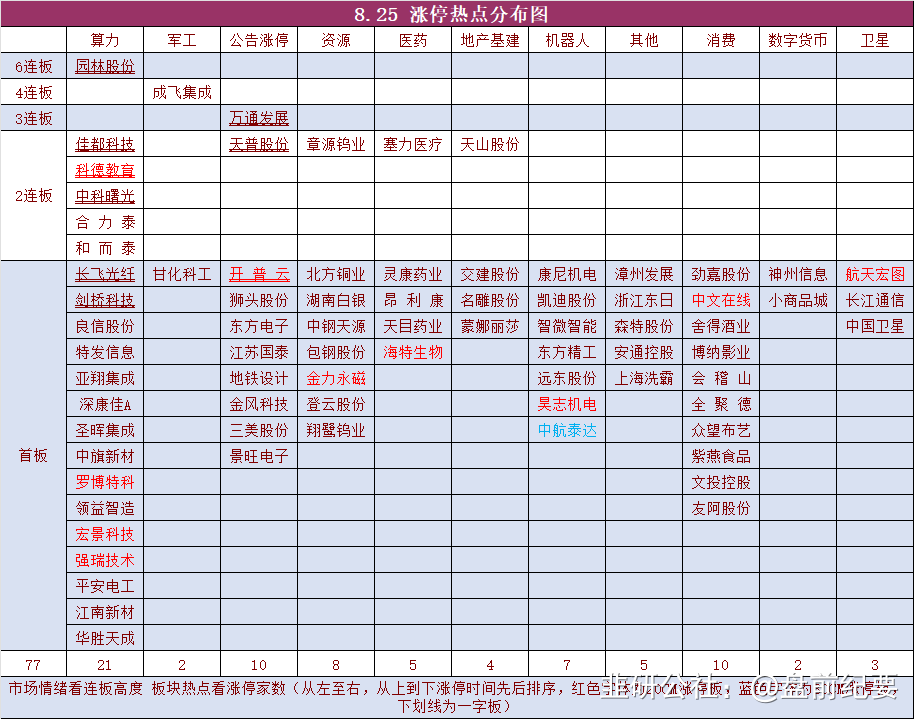 8.25 涨停热点分布图
算力 军工 公告涨停 资源 医药 地产基建 机器人 其他 消费 数字货币 卫星
6连板 园林股份
4连板 成飞集成
3连板 万通发展
佳都科技 天普股份 章源钨业 塞力医疗 天山股份
科德教育
2连板 中科曙光
合力泰
和而泰
长飞光纤 甘化科工 开普云 北方铜业 灵康药业 交建股份 康尼机电 漳州发展 劲嘉股份 神州信息 航天宏图
剑桥科技 狮头股份 湖南白银 昂利康 名雕股份 凯迪股份 浙江东日 中文在线 小商品城 长江通信
良信股份 东方电子 中钢天源 天目药业 蒙娜丽莎 智微智能 森特股份 舍得酒业 中国卫星
特发信息 江苏国泰 包钢股份 海特生物 东方精工 安通控股 博纳影业
亚翔集成 地铁设计 金力永磁 远东股份 上海洗霸 会稽山
深康佳A 金风科技 登云股份 昊志机电 全聚德
圣晖集成 三美股份 翔鹭钨业 中航泰达 众望布艺
首板 中旗新材 景旺电子 紫燕食品
罗博特科 文投控股
领益智造 友阿股份
宏景科技
强瑞技术
平安电工
江南新材
华胜天成
77 21 2 10 8 5 4 7 5 10 2 3
市场情绪看连板高度 板块热点看涨停家数（从左至右，从上到下涨停时间先后排序，红色字体为20CM涨停板，蓝
下划线为一字板）
韭研公社：@盘前纪要